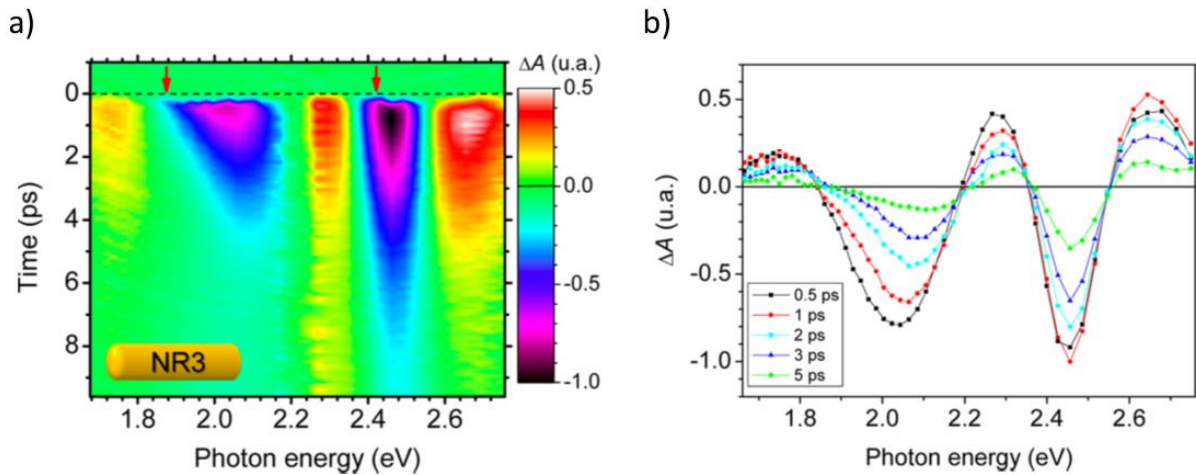 a)
b)
ΔA (u.a.)
0.5
0.0
-0.5
-1.0
0
2
4
6
8
Time (ps)
NR3
1.8 2.0 2.2 2.4 2.6
Photon energy (eV)
0.5
0.0
-0.5
-1.0
ΔA (u.a.)
0.5 ps
1 ps
2 ps
3 ps
5 ps
1.8 2.0 2.2 2.4 2.6
Photon energy (eV)